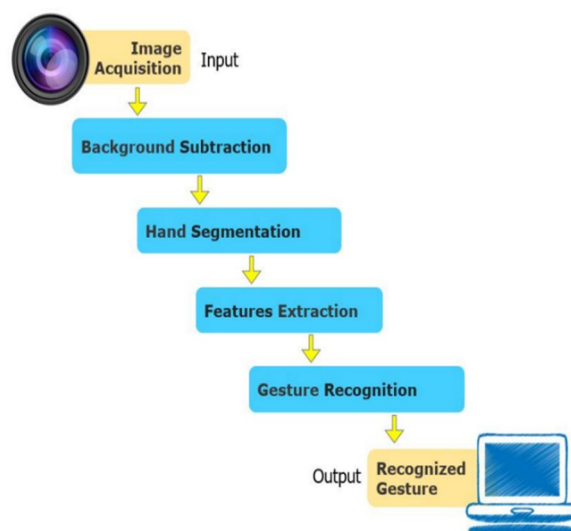 Image
Acquisition
Input
Background Subtraction
Hand Segmentation
Features Extraction
Gesture Recognition
Output
Recognized
Gesture